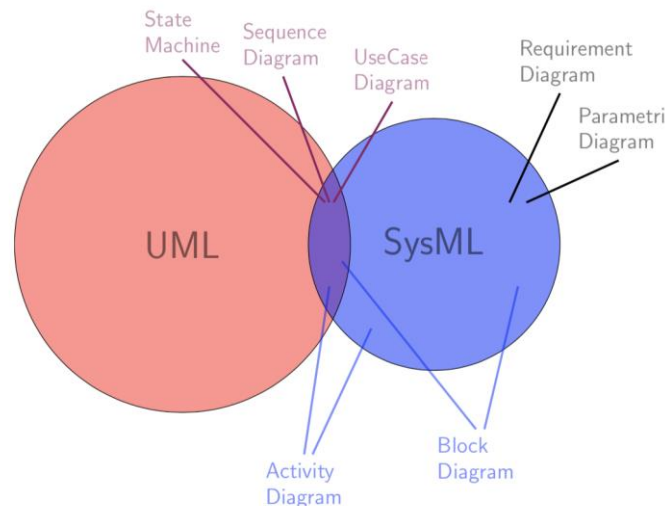 State
Machine
Sequence
Diagram
UseCase
Diagram
Requirement
Diagram
Parametri
Diagram
UML
SysML
Activity
Diagram
Block
Diagram